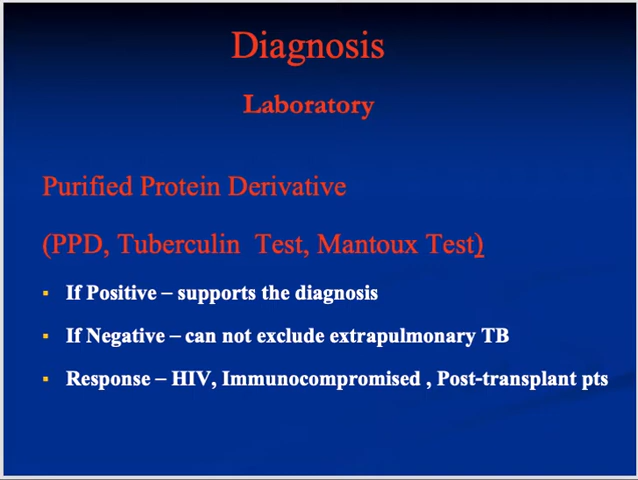 Diagnosis
Laboratory
Purified Protein Derivative
(PPD, Tuberculin Test, Mantoux Test)
▪ If Positive – supports the diagnosis
▪ If Negative – can not exclude extrapulmonary TB
▪ Response – HIV, Immunocompromised , Post-transplant pts